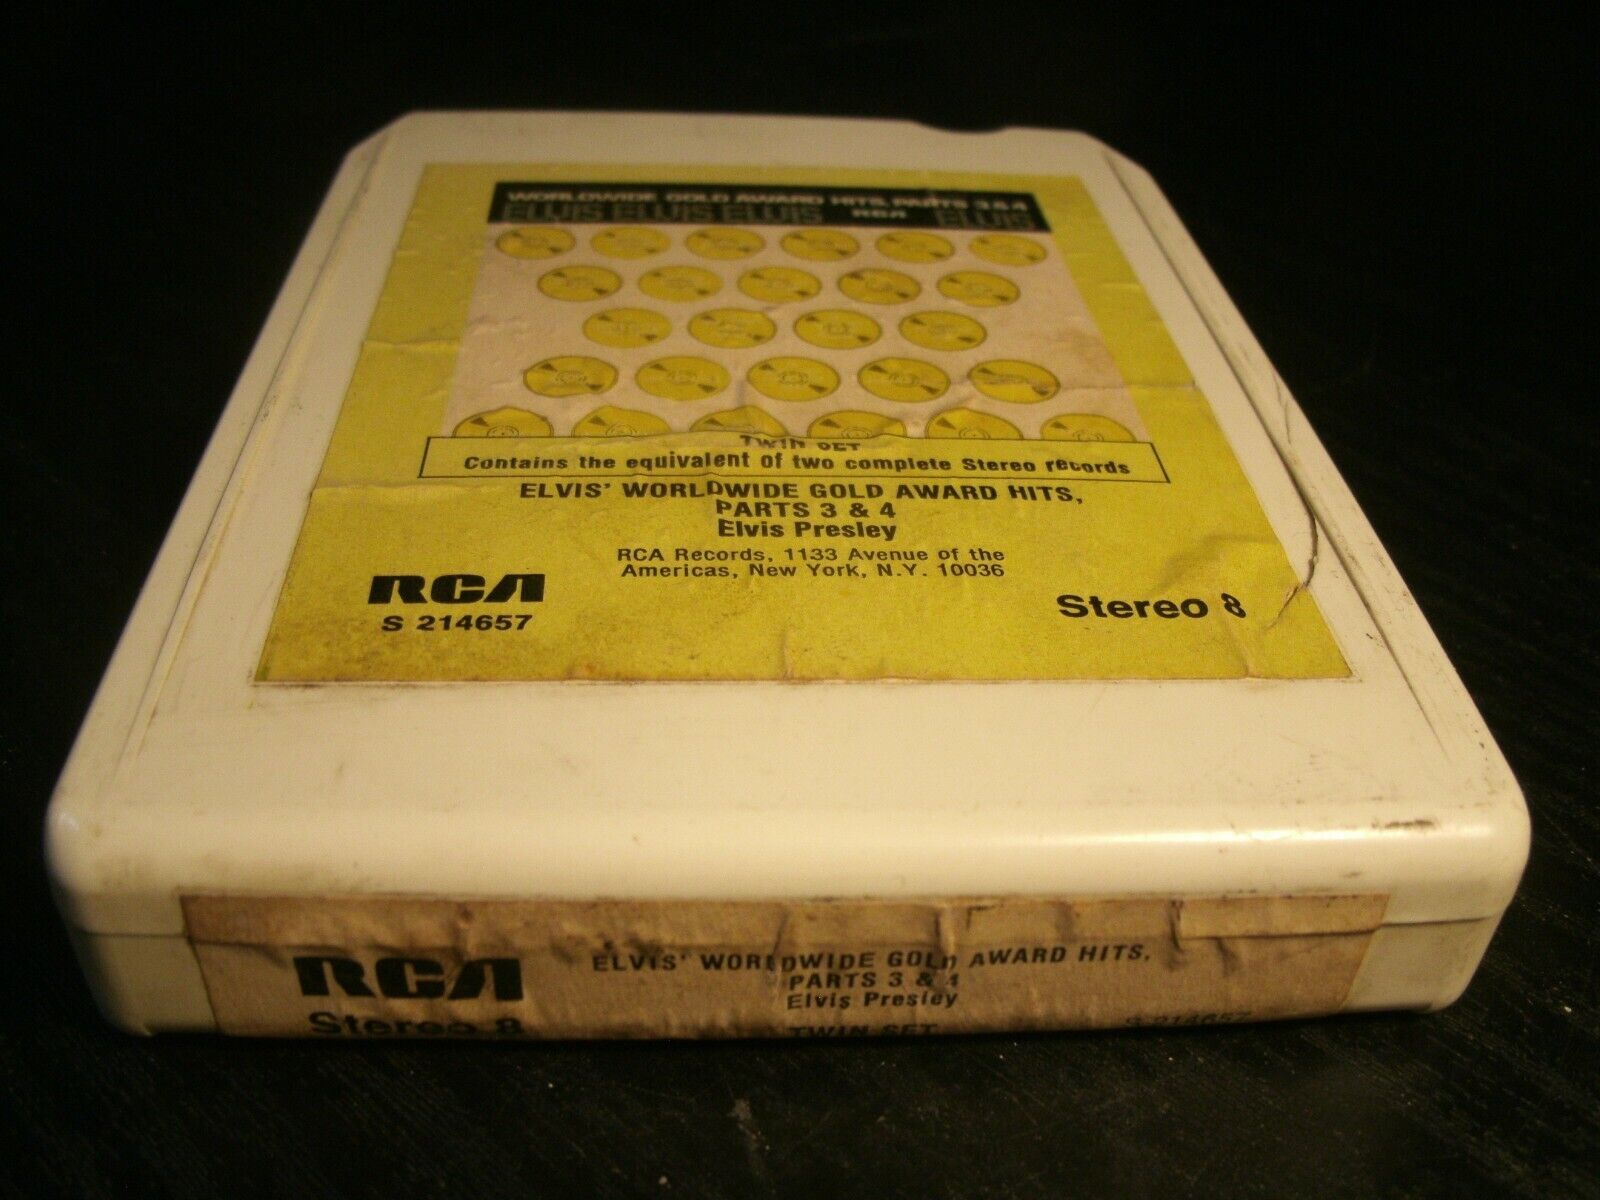 WORLDWIDE GOLD AWARD HITS, PARTS 3 & 4
ELVIS ELVIS ELVIS RCA ELVIS
TWIN SET
Contains the equivalent of two complete Stereo records
ELVIS' WORLDWIDE GOLD AWARD HITS,
PARTS 3 & 4
Elvis Presley
RCA Records, 1133 Avenue of the
Americas, New York, N.Y. 10036
RCA
S 214657
Stereo 8
RCA
Stereo 8
ELVIS' WORLDWIDE GOLD AWARD HITS,
PARTS 3 & 4
Elvis Presley
TWIN SET
S 214657